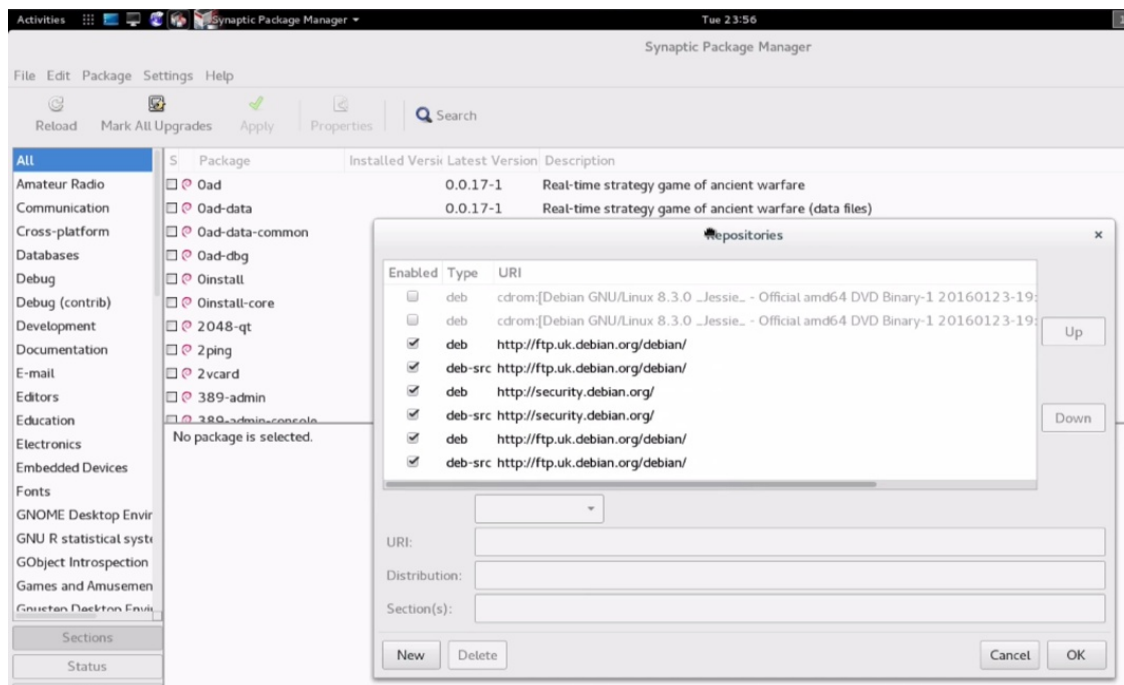 Activities Synaptic Package Manager Tue 23:56 1
Synaptic Package Manager
File Edit Package Settings Help
Reload Mark All Upgrades Apply Properties Search
All
Amateur Radio
Communication
Cross-platform
Databases
Debug
Debug (contrib)
Development
Documentation
E-mail
Editors
Education
Electronics
Embedded Devices
Fonts
GNOME Desktop Envir
GNU R statistical syste
GObject Introspection
Games and Amusemen
Gnustep Desktop Envi
Sections
Status
S Package Installed Versi Latest Version Description
0ad 0.0.17-1 Real-time strategy game of ancient warfare
0ad-data 0.0.17-1 Real-time strategy game of ancient warfare (data files)
0ad-data-common
0ad-dbg
0install
0install-core
2048-qt
2ping
2vcard
389-admin
389-admin-console
No package is selected.
Repositories ×
Enabled Type URI
deb cdrom:[Debian GNU/Linux 8.3.0 _Jessie_ - Official amd64 DVD Binary-1 20160123-19:
deb cdrom:[Debian GNU/Linux 8.3.0 _Jessie_ - Official amd64 DVD Binary-1 20160123-19:
deb http://ftp.uk.debian.org/debian/
deb-src http://ftp.uk.debian.org/debian/
deb http://security.debian.org/
deb-src http://security.debian.org/
deb http://ftp.uk.debian.org/debian/
deb-src http://ftp.uk.debian.org/debian/
Up
Down
URI:
Distribution:
Section(s):
New Delete Cancel OK